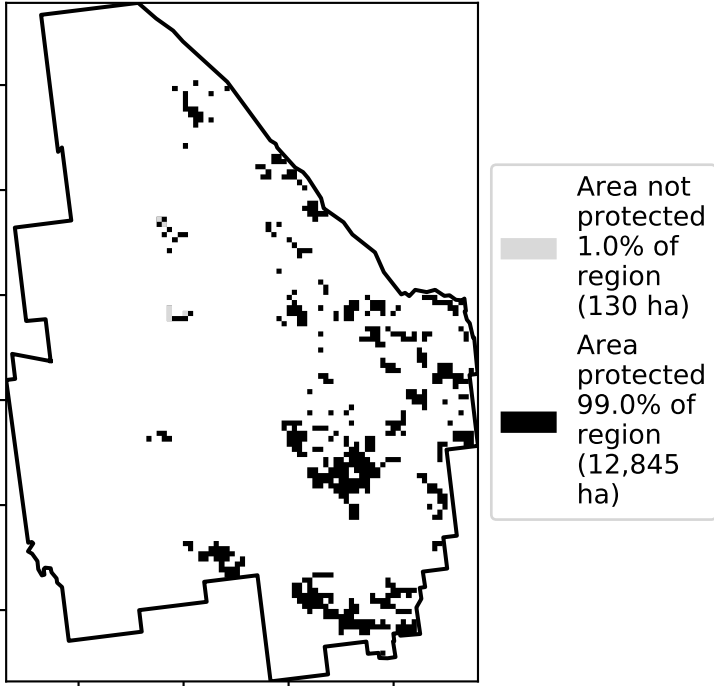 Area not
protected
1.0% of
region
(130 ha)
Area
protected
99.0% of
region
(12,845
ha)